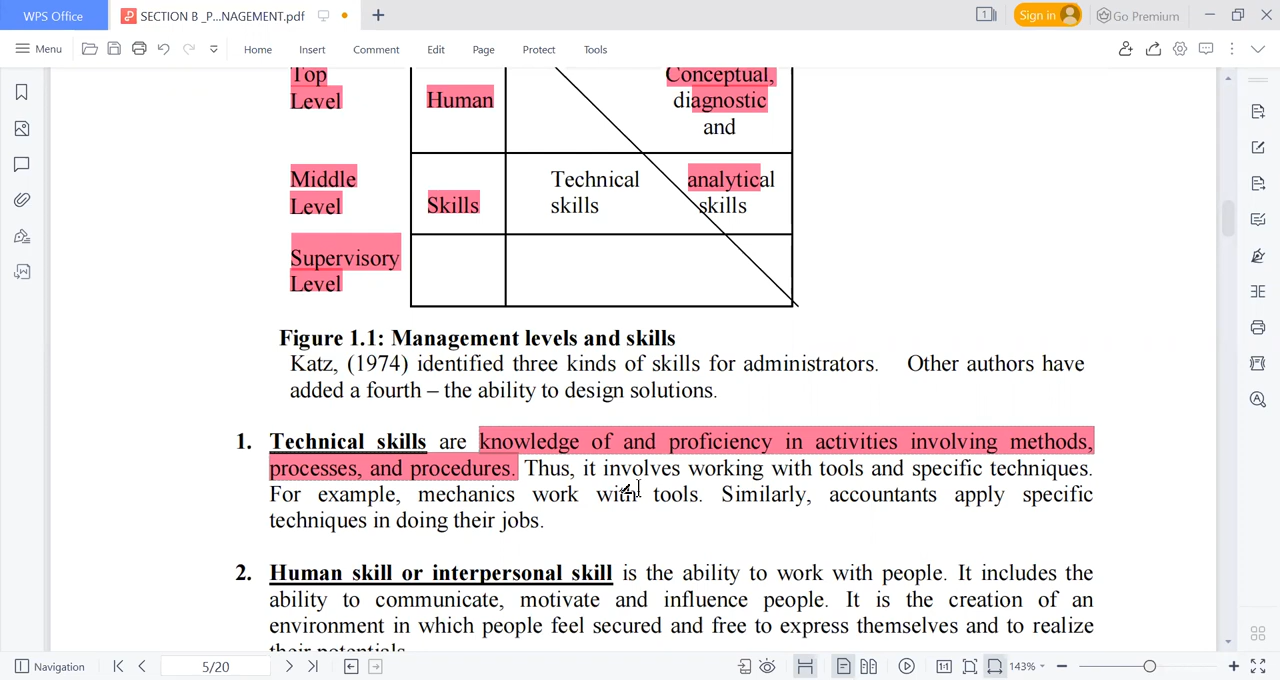 WPS Office
SECTION B _P...NAGEMENT.pdf
1
Sign in
Go Premium
Menu
Home
Insert
Comment
Edit
Page
Protect
Tools
Top
Level
Human
Conceptual,
diagnostic
and
Middle
Level
Skills
Technical
skills
analytical
skills
Supervisory
Level
Figure 1.1: Management levels and skills
Katz, (1974) identified three kinds of skills for administrators. Other authors have
added a fourth – the ability to design solutions.
1. Technical skills are knowledge of and proficiency in activities involving methods,
processes, and procedures. Thus, it involves working with tools and specific techniques.
For example, mechanics work with tools. Similarly, accountants apply specific
techniques in doing their jobs.
2. Human skill or interpersonal skill is the ability to work with people. It includes the
ability to communicate, motivate and influence people. It is the creation of an
environment in which people feel secured and free to express themselves and to realize
their potentials.
Navigation
5/20
1:1
143%